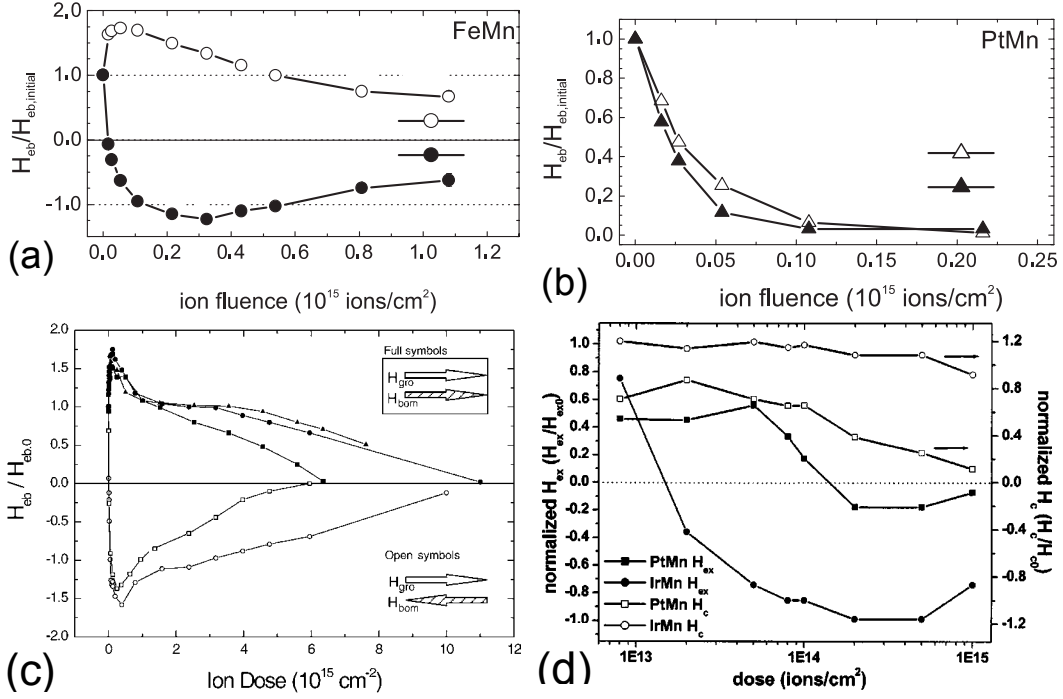 2.0
1.0
0.0
-1.0
H_eb/H_eb,initial
FeMn
0.0 0.2 0.4 0.6 0.8 1.0 1.2
ion fluence (10^15 ions/cm^2)
(a)
1.0
0.8
0.6
0.4
0.2
0.0
H_eb/H_eb,initial
PtMn
0.00 0.05 0.10 0.15 0.20 0.25
ion fluence (10^15 ions/cm^2)
(b)
2.0
1.5
1.0
0.5
0.0
-0.5
-1.0
-1.5
-2.0
H_eb / H_eb.0
Full symbols
H_gro
H_bom
Open symbols
H_gro
H_bom
0 2 4 6 8 10 12
Ion Dose (10^15 cm^-2)
(c)
1.0
0.8
0.6
0.4
0.2
0.0
-0.2
-0.4
-0.6
-0.8
-1.0
normalized H_ex (H_ex/H_ex0)
1.2
0.8
0.4
0.0
-0.4
-0.8
-1.2
normalized H_c (H_c/H_c0)
PtMn H_ex
IrMn H_ex
PtMn H_c
IrMn H_c
1E13 1E14 1E15
dose (ions/cm^2)
(d)